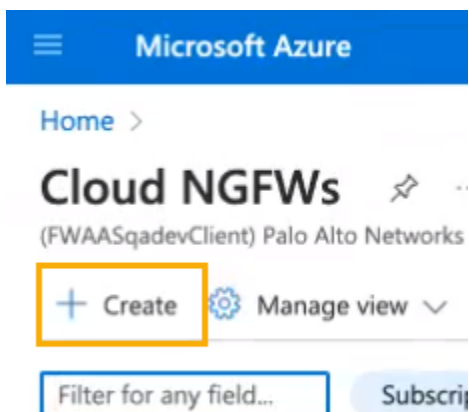 Microsoft Azure
Home >
Cloud NGFWs
(FWAASqadevClient) Palo Alto Networks
+ Create Manage view
Filter for any field...